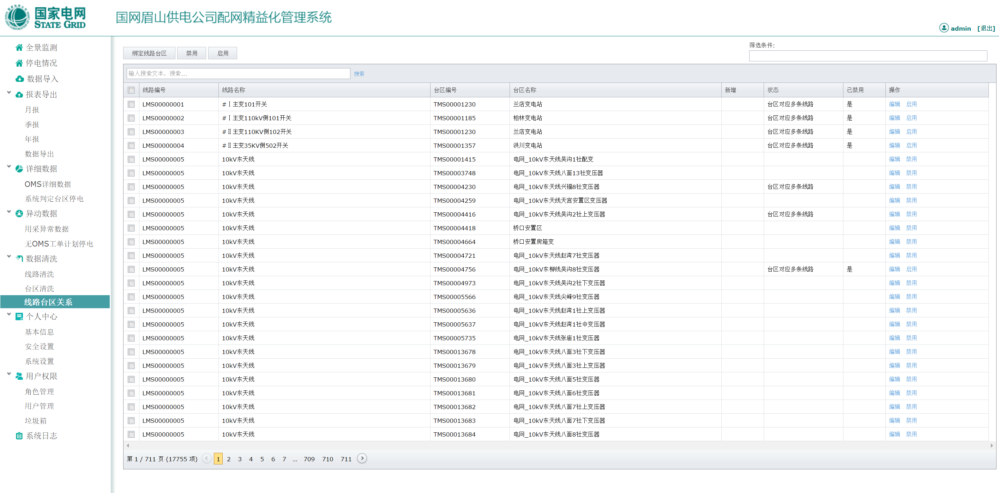 国家电网
STATE GRID
国网眉山供电公司配网精益化管理系统
admin [退出]
全景监测
停电情况
数据导入
报表导出
月报
季报
年报
数据导出
详细数据
OMS详细数据
系统判定台区停电
异动数据
用采异常数据
无OMS工单计划停电
数据清洗
线路清洗
台区清洗
线路台区关系
个人中心
基本信息
安全设置
系统设置
用户权限
角色管理
用户管理
垃圾箱
系统日志
绑定线路台区 禁用 启用
筛选条件:
输入搜索文本，搜索... 搜索
线路编号 线路名称 台区编号 台区名称 新增 状态 已禁用 操作
LMS00000001 #Ⅰ主变101开关 TMS00001230 兰店变电站 台区对应多条线路 是 编辑 启用
LMS00000002 #Ⅰ主变110kV侧101开关 TMS00001185 柏林变电站 台区对应多条线路 是 编辑 启用
LMS00000003 #Ⅱ主变110KV侧102开关 TMS00001230 兰店变电站 台区对应多条线路 是 编辑 启用
LMS00000004 #Ⅱ主变35KV侧502开关 TMS00001357 洪川变电站 台区对应多条线路 是 编辑 启用
LMS00000005 10kV东天线 TMS00001415 电网_10kV东天线吴沟1社配变 编辑 禁用
LMS00000005 10kV东天线 TMS00003748 电网_10kV东天线八面13社变压器 编辑 禁用
LMS00000005 10kV东天线 TMS00004230 电网_10kV东天线兴福8社变压器 台区对应多条线路 编辑 禁用
LMS00000005 10kV东天线 TMS00004259 电网_10kV东天线天宫安置区变压器 编辑 禁用
LMS00000005 10kV东天线 TMS00004416 电网_10kV东天线吴沟2社上变压器 台区对应多条线路 编辑 禁用
LMS00000005 10kV东天线 TMS00004418 桥口安置区 编辑 禁用
LMS00000005 10kV东天线 TMS00004664 桥口安置房箱变 编辑 禁用
LMS00000005 10kV东天线 TMS00004721 电网_10kV东天线赵湾7社变压器 编辑 禁用
LMS00000005 10kV东天线 TMS00004756 电网_10kV东柳线吴沟8社变压器 台区对应多条线路 是 编辑 启用
LMS00000005 10kV东天线 TMS00004973 电网_10kV东天线吴沟2社下变压器 编辑 禁用
LMS00000005 10kV东天线 TMS00005566 电网_10kV东天线尖峰9社变压器 编辑 禁用
LMS00000005 10kV东天线 TMS00005636 电网_10kV东天线赵湾1社上变压器 编辑 禁用
LMS00000005 10kV东天线 TMS00005637 电网_10kV东天线赵湾1社中变压器 编辑 禁用
LMS00000005 10kV东天线 TMS00005735 电网_10kV东天线张庙1社变压器 编辑 禁用
LMS00000005 10kV东天线 TMS00013678 电网_10kV东天线八面3社下变压器 编辑 禁用
LMS00000005 10kV东天线 TMS00013679 电网_10kV东天线八面3社上变压器 编辑 禁用
LMS00000005 10kV东天线 TMS00013680 电网_10kV东天线八面5社变压器 编辑 禁用
LMS00000005 10kV东天线 TMS00013681 电网_10kV东天线八面6社变压器 编辑 禁用
LMS00000005 10kV东天线 TMS00013682 电网_10kV东天线八面7社上变压器 编辑 禁用
LMS00000005 10kV东天线 TMS00013683 电网_10kV东天线八面7社下变压器 编辑 禁用
LMS00000005 10kV东天线 TMS00013684 电网_10kV东天线八面8社变压器 编辑 禁用
第 1 / 711 页 (17755 项) 1 2 3 4 5 6 7 ... 709 710 711